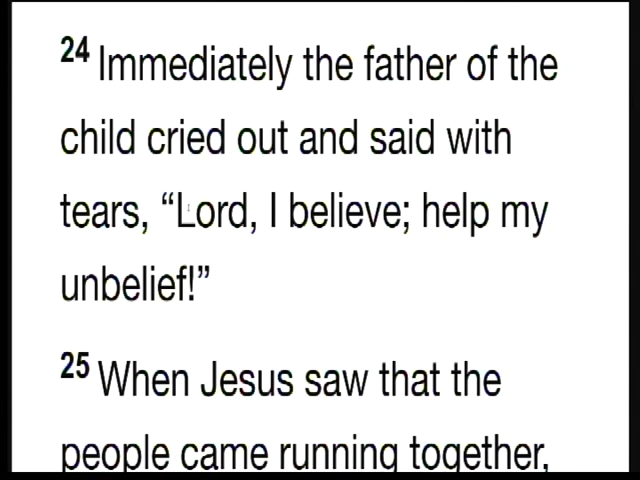 24 Immediately the father of the
child cried out and said with
tears, “Lord, I believe; help my
unbelief!”
25 When Jesus saw that the
people came running together,